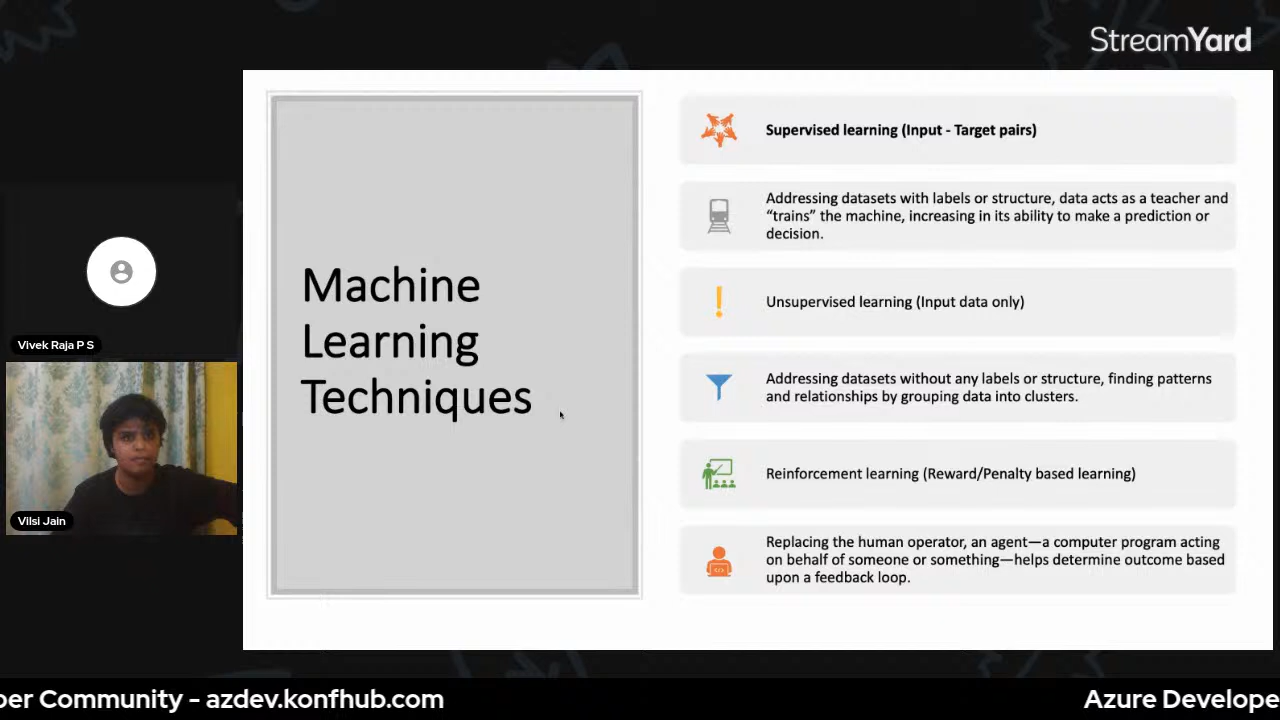 StreamYard
Machine
Learning
Techniques
Supervised learning (Input - Target pairs)
Addressing datasets with labels or structure, data acts as a teacher and
“trains” the machine, increasing in its ability to make a prediction or
decision.
Unsupervised learning (Input data only)
Addressing datasets without any labels or structure, finding patterns
and relationships by grouping data into clusters.
Reinforcement learning (Reward/Penalty based learning)
Replacing the human operator, an agent—a computer program acting
on behalf of someone or something—helps determine outcome based
upon a feedback loop.
Vivek Raja P S
Vilsi Jain
per Community - azdev.konfhub.com
Azure Develope